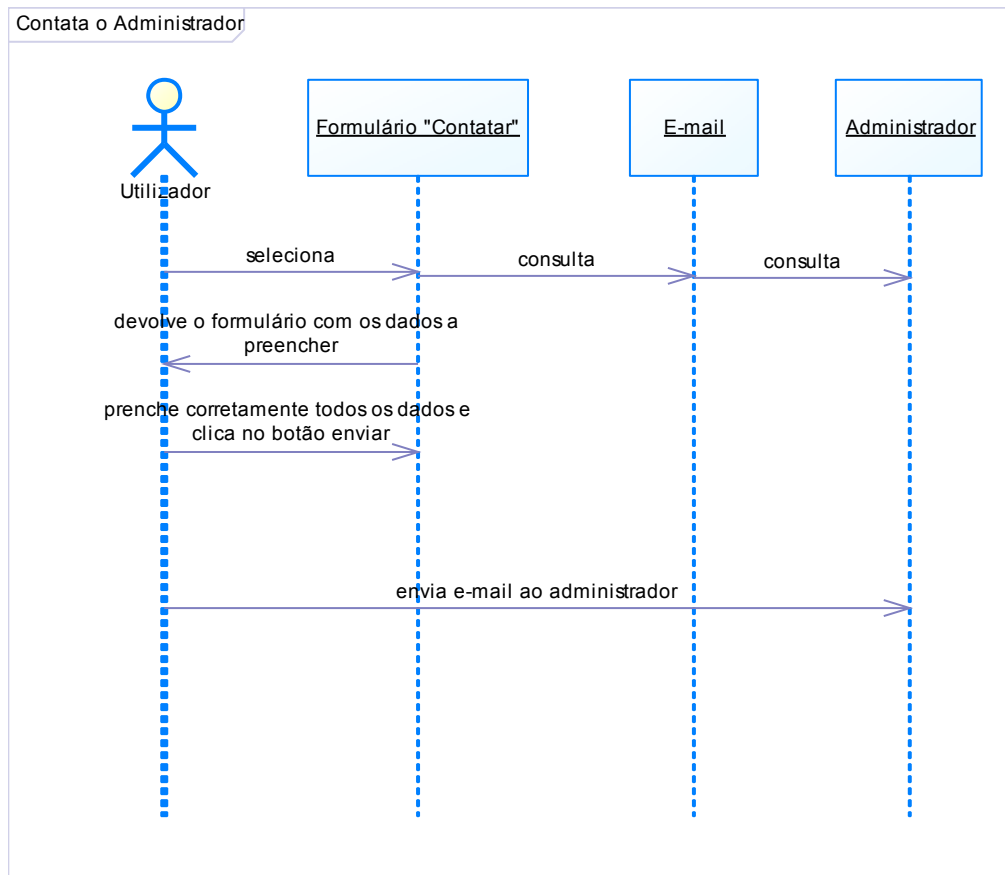 Contata o Administrador
Formulário "Contatar"
E-mail
Administrador
Utilizador
seleciona
consulta
consulta
devolve o formulário com os dados a
preencher
prenche corretamente todos os dados e
clica no botão enviar
envia e-mail ao administrador